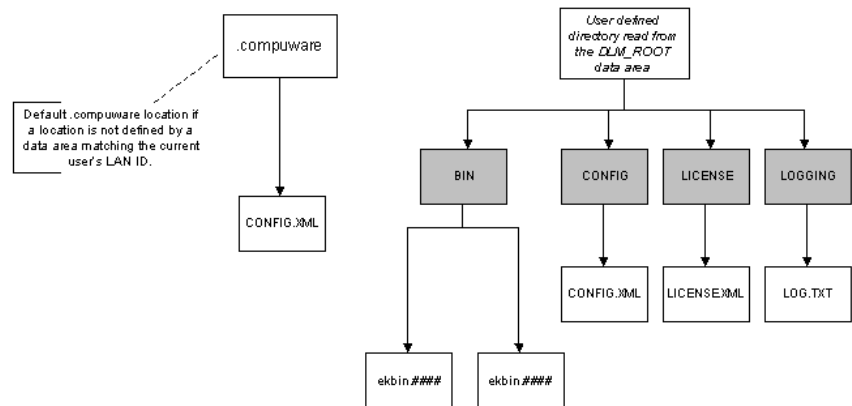 .compuware
Default .compuware location if
a location is not defined by a
data area matching the current
user's LAN ID.
CONFIG.XML
User defined
directory read from
the DLM_ROOT
data area
BIN
CONFIG
LICENSE
LOGGING
CONFIG.XML
LICENSE.XML
LOG.TXT
ekbin.####
ekbin.####